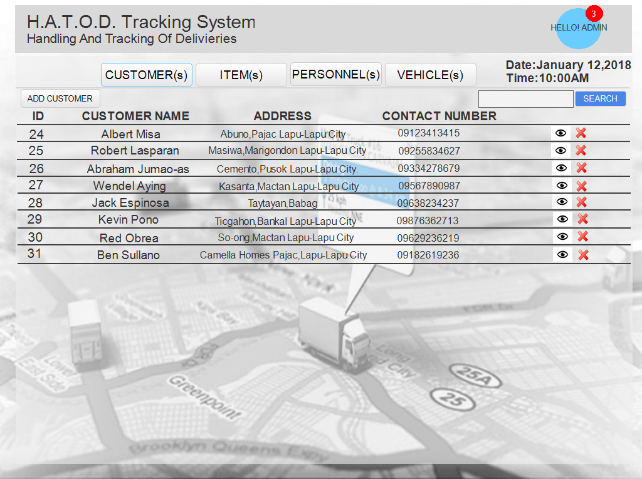 H.A.T.O.D. Tracking System
Handling And Tracking Of Delivieries
3
HELLO! ADMIN
CUSTOMER(s) ITEM(s) PERSONNEL(s) VEHICLE(s)
Date:January 12,2018
Time:10:00AM
ADD CUSTOMER SEARCH
ID CUSTOMER NAME ADDRESS CONTACT NUMBER
24 Albert Misa Abuno,Pajac Lapu-Lapu City 09123413415
25 Robert Lasparan Masiwa,Marigondon Lapu-Lapu City 09255834627
26 Abraham Jumao-as Cemento,Pusok Lapu-Lapu City 09334278679
27 Wendel Aying Kasanta,Mactan Lapu-Lapu City 09567890987
28 Jack Espinosa Taytayan,Babag 09638234237
29 Kevin Pono Ticgahon,Bankal Lapu-Lapu City 09876362713
30 Red Obrea So-ong,Mactan Lapu-Lapu City 09629236219
31 Ben Sullano Camella Homes Pajac,Lapu-Lapu City 09182619236
Greenpoint
25A
25
Brooklyn Queens Expy